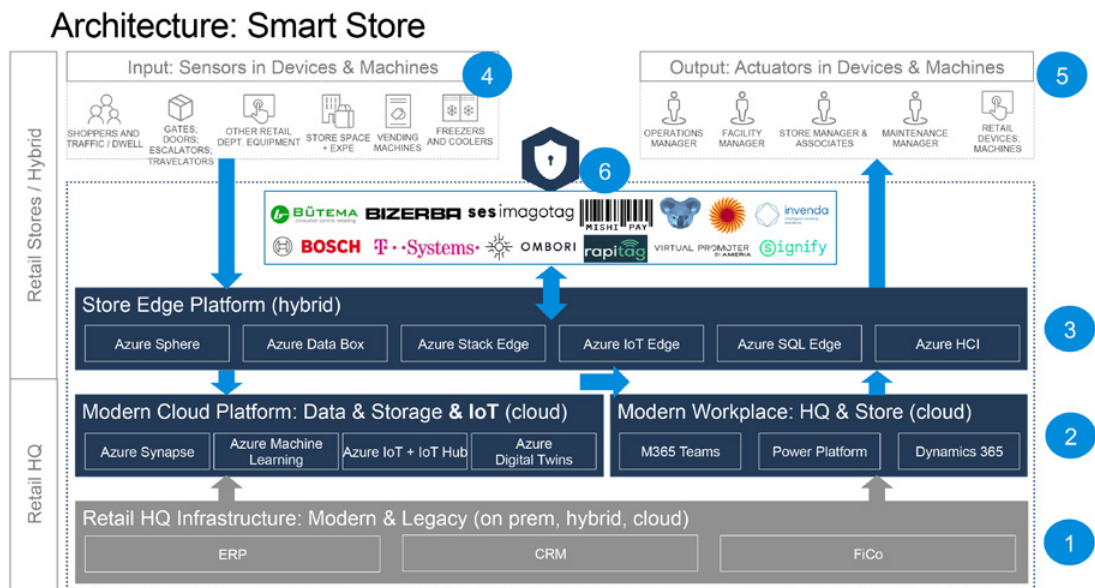 Architecture: Smart Store
Retail Stores / Hybrid
Retail HQ
Input: Sensors in Devices & Machines
4
SHOPPERS AND
TRAFFIC / DWELL
GATES;
DOORS;
ESCALATORS;
TRAVELATORS
OTHER RETAIL
DEPT. EQUIPMENT
STORE SPACE
+ EXPE
VENDING
MACHINES
FREEZERS
AND COOLERS
Output: Actuators in Devices & Machines
5
OPERATIONS
MANAGER
FACILITY
MANAGER
STORE MANAGER &
ASSOCIATES
MAINTENANCE
MANAGER
RETAIL
DEVICES;
MACHINES
6
BÜTEMA
consumer centric retailing
BIZERBA
ses imagotag
MISHI PAY
invenda
BOSCH
T··Systems·
OMBORI
rapitag
VIRTUAL PROMOTER
BY AMERIA
Signify
Store Edge Platform (hybrid)
3
Azure Sphere
Azure Data Box
Azure Stack Edge
Azure IoT Edge
Azure SQL Edge
Azure HCI
Modern Cloud Platform: Data & Storage & IoT (cloud)
Azure Synapse
Azure Machine
Learning
Azure IoT + IoT Hub
Azure
Digital Twins
Modern Workplace: HQ & Store (cloud)
2
M365 Teams
Power Platform
Dynamics 365
Retail HQ Infrastructure: Modern & Legacy (on prem, hybrid, cloud)
1
ERP
CRM
FiCo